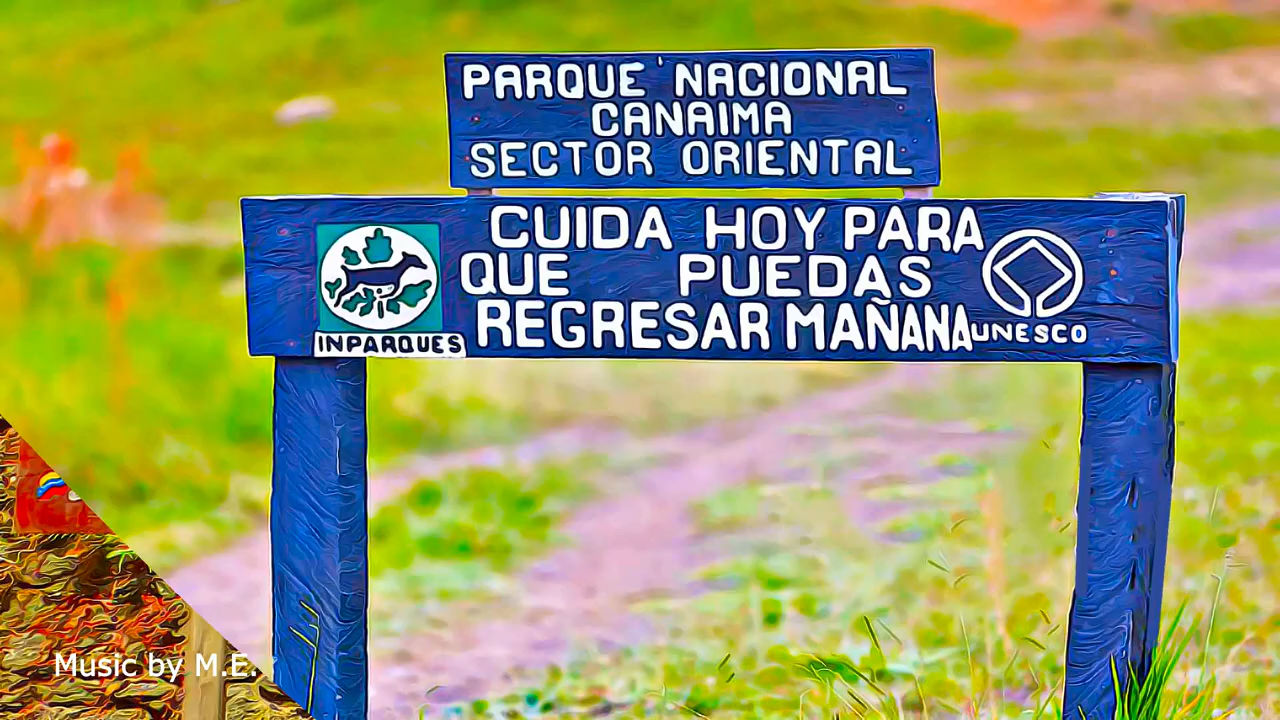 PARQUE NACIONAL
CANAIMA
SECTOR ORIENTAL
CUIDA HOY PARA
QUE PUEDAS
REGRESAR MAÑANA
INPARQUES
UNESCO
Music by M.E.